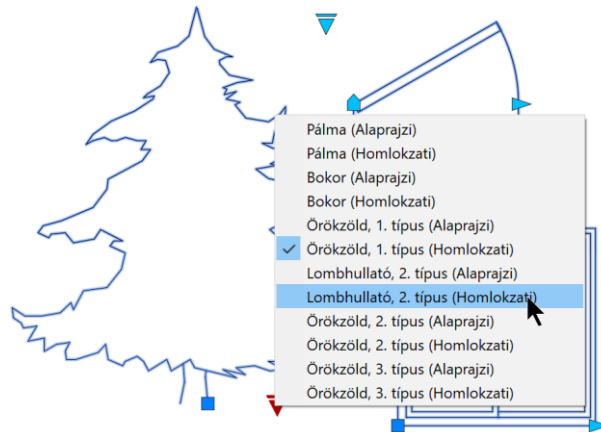 Pálma (Alaprajzi)
Pálma (Homlokzati)
Bokor (Alaprajzi)
Bokor (Homlokzati)
Örökzöld, 1. típus (Alaprajzi)
Örökzöld, 1. típus (Homlokzati)
Lombhullató, 2. típus (Alaprajzi)
Lombhullató, 2. típus (Homlokzati)
Örökzöld, 2. típus (Alaprajzi)
Örökzöld, 2. típus (Homlokzati)
Örökzöld, 3. típus (Alaprajzi)
Örökzöld, 3. típus (Homlokzati)